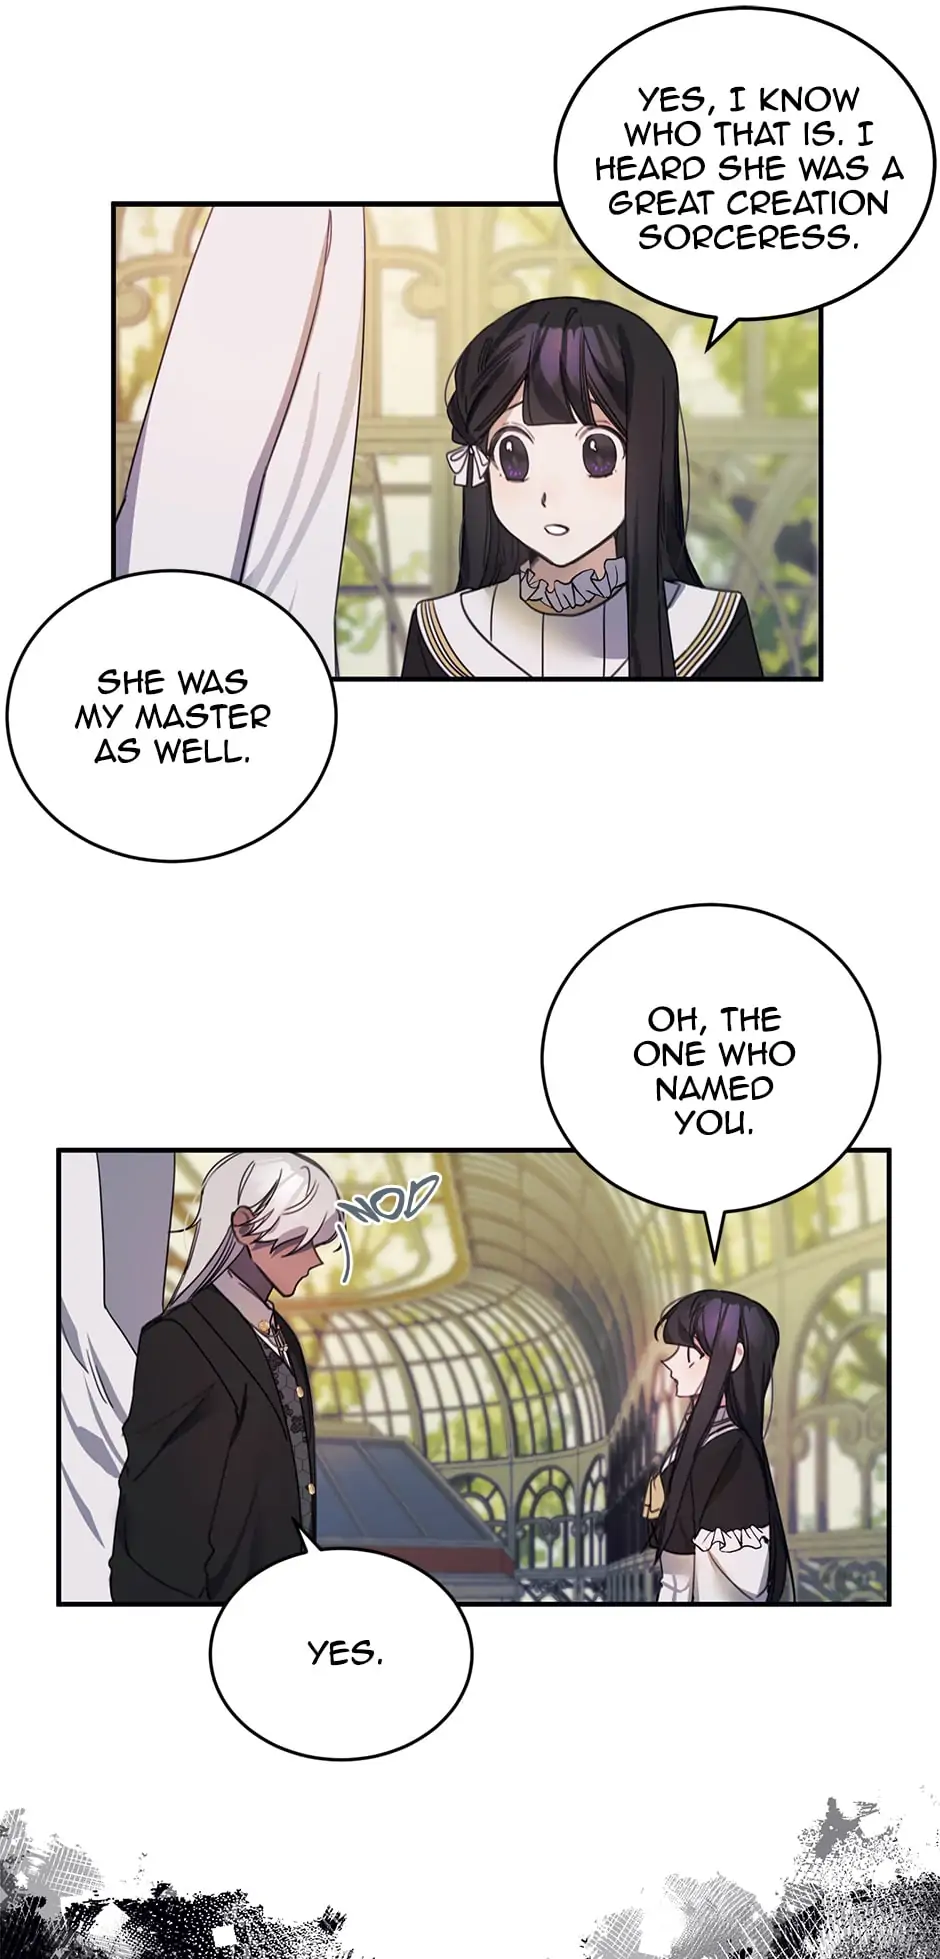 YES, I KNOW
WHO THAT IS. I
HEARD SHE WAS A
GREAT CREATION
SORCERESS.
SHE WAS
MY MASTER
AS WELL.
OH, THE
ONE WHO
NAMED
YOU.
NOD
YES.